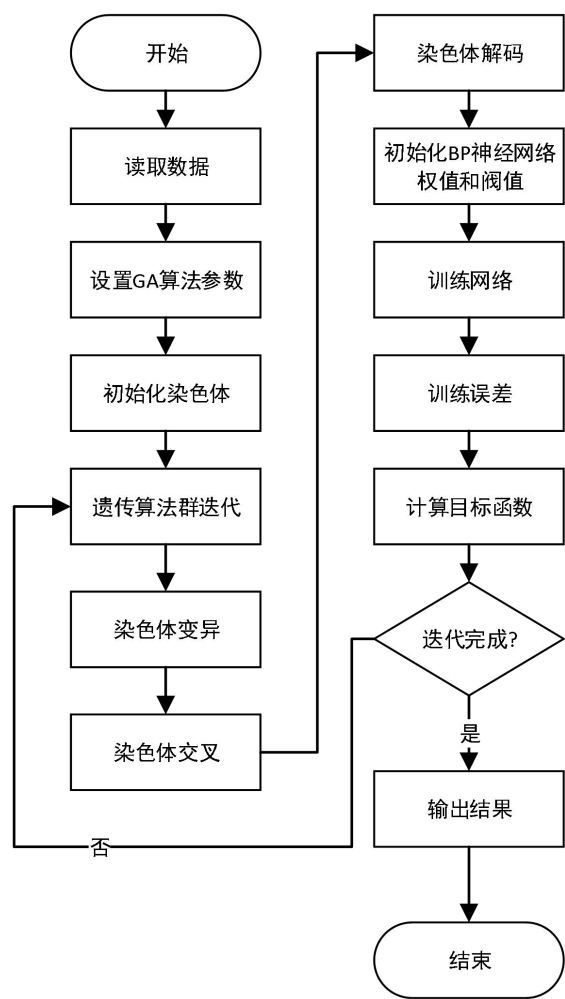 开始
读取数据
设置GA算法参数
初始化染色体
遗传算法群迭代
染色体变异
染色体交叉
染色体解码
初始化BP神经网络
权值和阀值
训练网络
训练误差
计算目标函数
迭代完成?
是
否
输出结果
结束